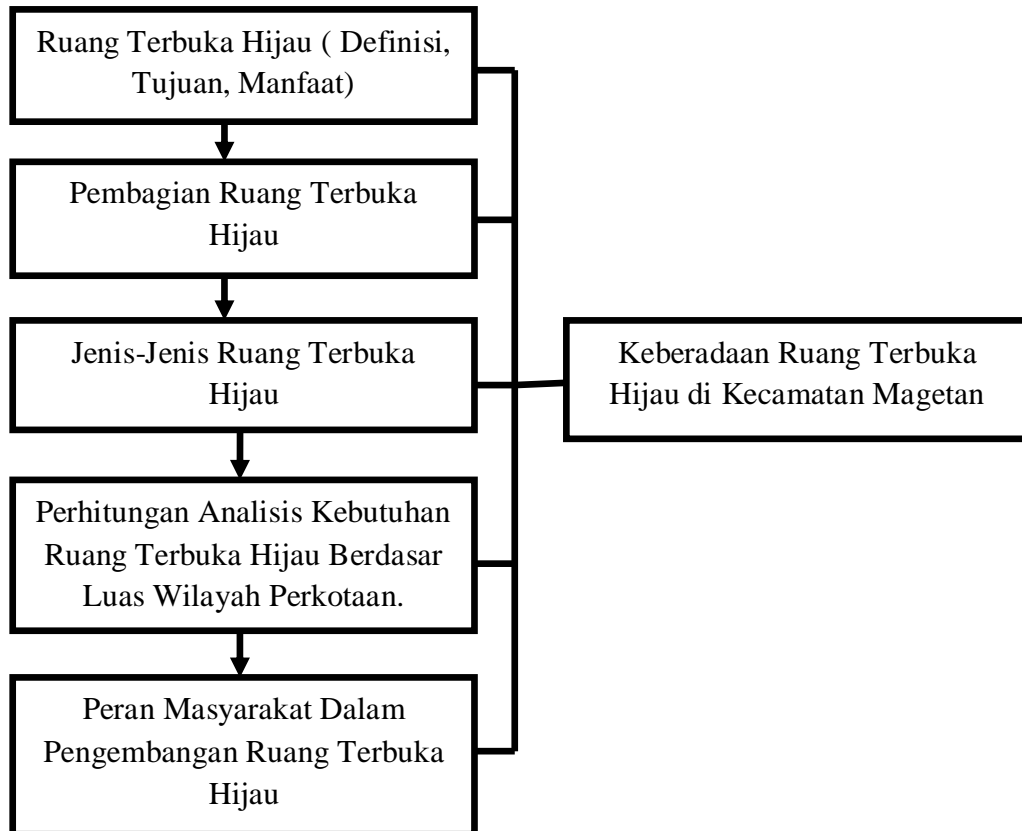 Ruang Terbuka Hijau ( Definisi,
Tujuan, Manfaat)
Pembagian Ruang Terbuka
Hijau
Jenis-Jenis Ruang Terbuka
Hijau
Keberadaan Ruang Terbuka
Hijau di Kecamatan Magetan
Perhitungan Analisis Kebutuhan
Ruang Terbuka Hijau Berdasar
Luas Wilayah Perkotaan.
Peran Masyarakat Dalam
Pengembangan Ruang Terbuka
Hijau